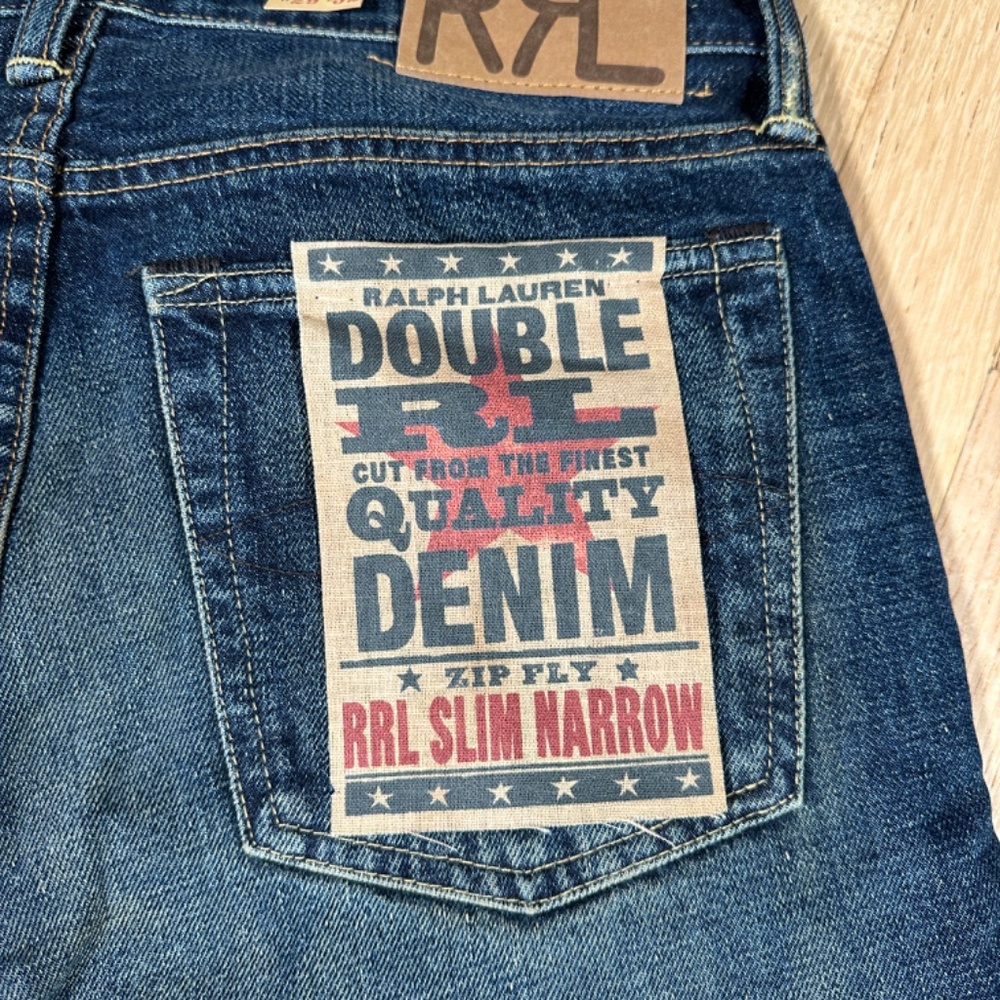 RRL
RALPH LAUREN
DOUBLE
RL
CUT FROM THE FINEST
QUALITY
DENIM
ZIP FLY
RRL SLIM NARROW